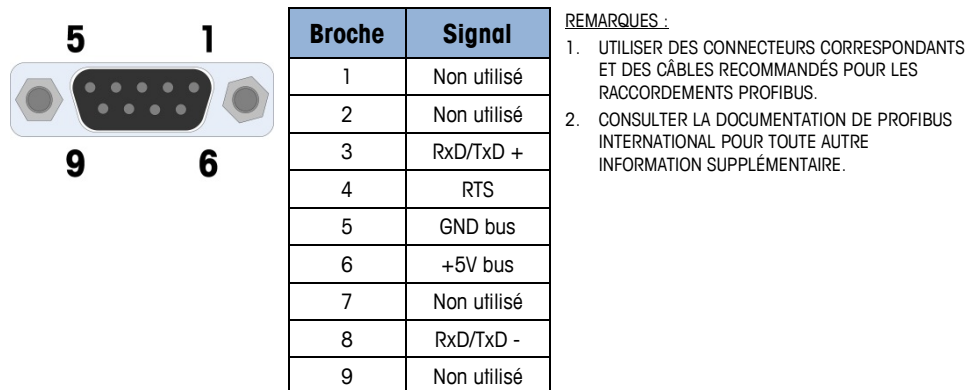 5 1
9 6
Broche Signal
1 Non utilisé
2 Non utilisé
3 RxD/TxD +
4 RTS
5 GND bus
6 +5V bus
7 Non utilisé
8 RxD/TxD -
9 Non utilisé
REMARQUES :
1. UTILISER DES CONNECTEURS CORRESPONDANTS
ET DES CÂBLES RECOMMANDÉS POUR LES
RACCORDEMENTS PROFIBUS.
2. CONSULTER LA DOCUMENTATION DE PROFIBUS
INTERNATIONAL POUR TOUTE AUTRE
INFORMATION SUPPLÉMENTAIRE.